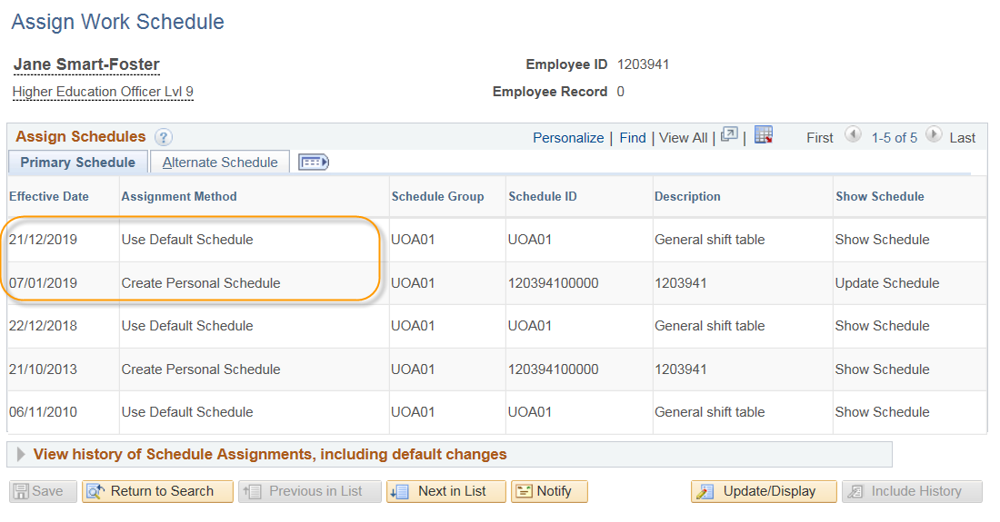 Assign Work Schedule
Jane Smart-Foster Employee ID 1203941
Higher Education Officer Lvl 9 Employee Record 0
Assign Schedules ? Personalize | Find | View All | | First 1-5 of 5 Last
Primary Schedule Alternate Schedule
Effective Date Assignment Method Schedule Group Schedule ID Description Show Schedule
21/12/2019 Use Default Schedule UOA01 UOA01 General shift table Show Schedule
07/01/2019 Create Personal Schedule UOA01 120394100000 1203941 Update Schedule
22/12/2018 Use Default Schedule UOA01 UOA01 General shift table Show Schedule
21/10/2013 Create Personal Schedule UOA01 120394100000 1203941 Show Schedule
06/11/2010 Use Default Schedule UOA01 UOA01 General shift table Show Schedule
View history of Schedule Assignments, including default changes
Save Return to Search Previous in List Next in List Notify Update/Display Include History